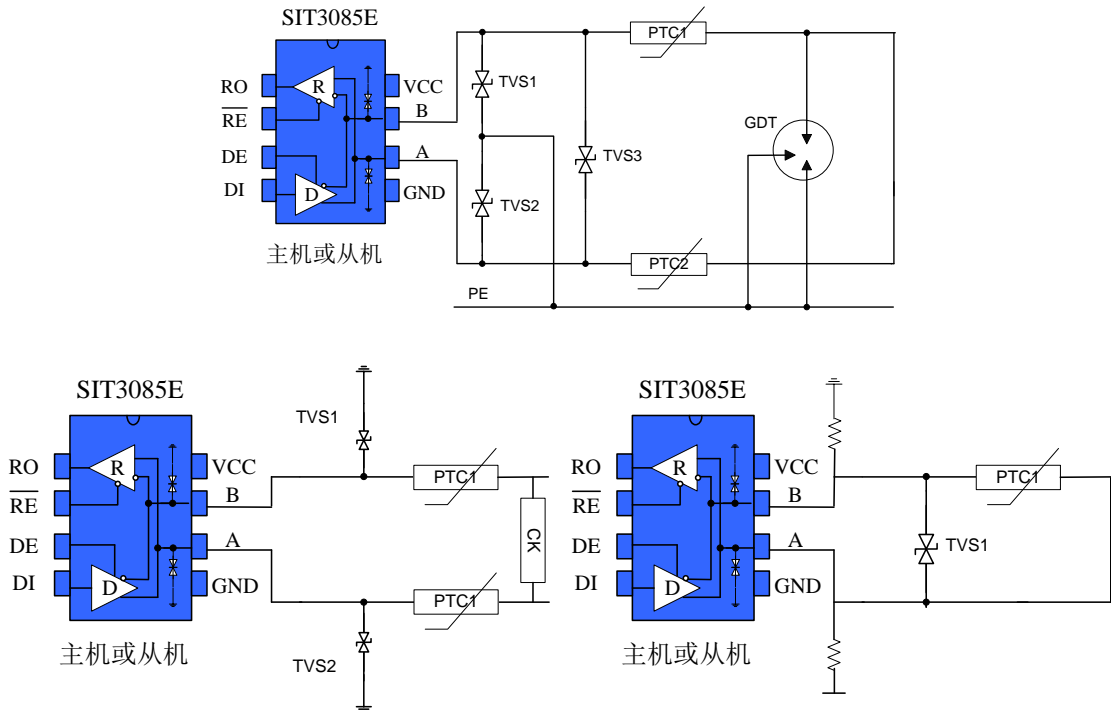 SIT3085E
RO
RE
DE
DI
R
D
VCC
B
A
GND
主机或从机
TVS1
TVS2
TVS3
PTC1
PTC2
GDT
PE
SIT3085E
RO
RE
DE
DI
R
D
VCC
B
A
GND
主机或从机
TVS1
TVS2
PTC1
PTC1
CK
SIT3085E
RO
RE
DE
DI
R
D
VCC
B
A
GND
主机或从机
TVS1
PTC1